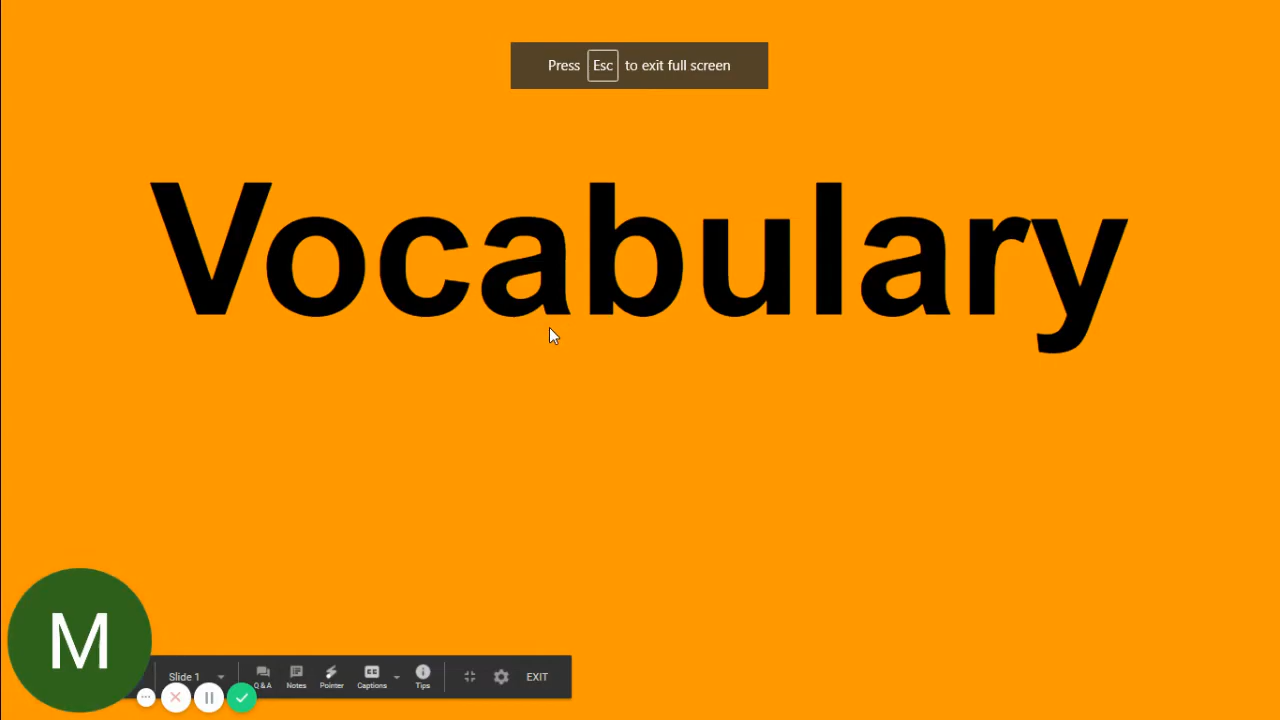 Press Esc to exit full screen
Vocabulary
M
Slide 1 Q & A Notes Pointer Captions Tips EXIT